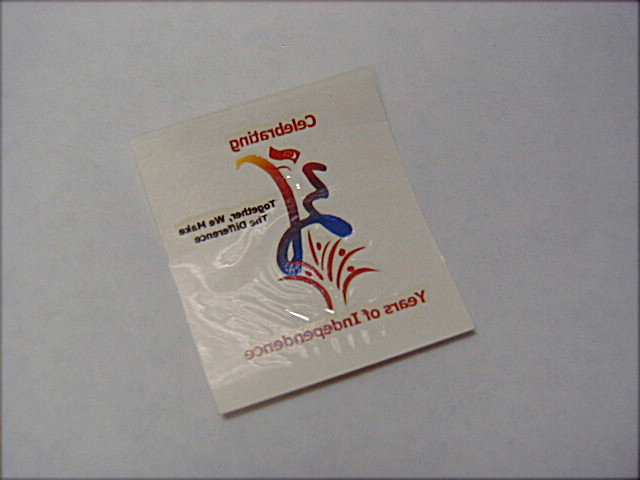 Celebrating
Together, We Make
The Difference
Years of Independence